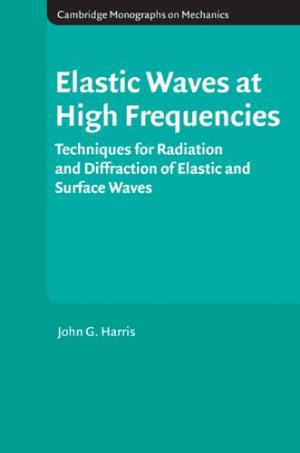 Cambridge Monographs on Mechanics
Elastic Waves at
High Frequencies
Techniques for Radiation
and Diffraction of Elastic and
Surface Waves
John G. Harris